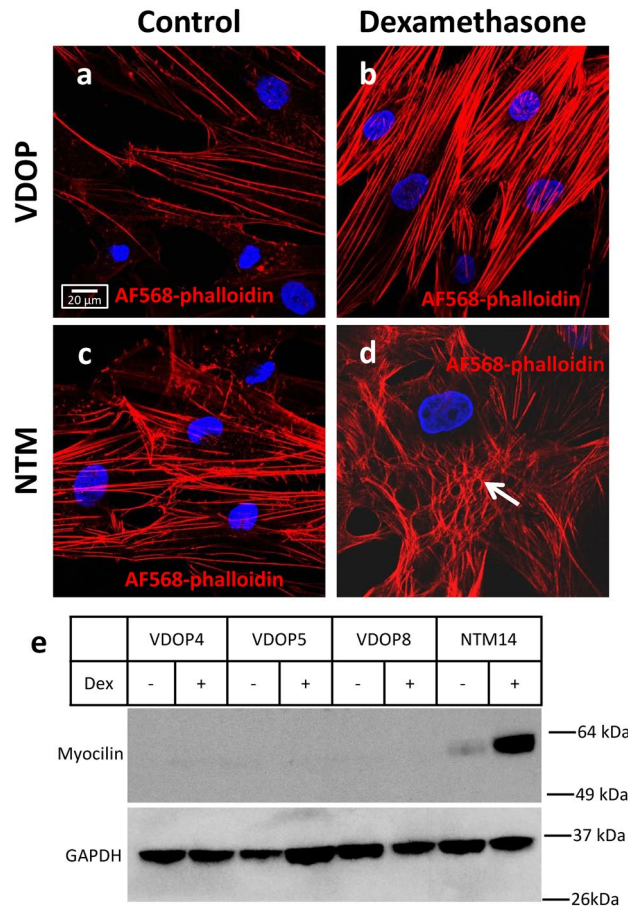 Control Dexamethasone
VDOP
a
b
20 µm
AF568-phalloidin
AF568-phalloidin
NTM
c
d
AF568-phalloidin
AF568-phalloidin
e
VDOP4 VDOP5 VDOP8 NTM14
Dex - + - + - + - +
Myocilin
64 kDa
49 kDa
GAPDH
37 kDa
26kDa